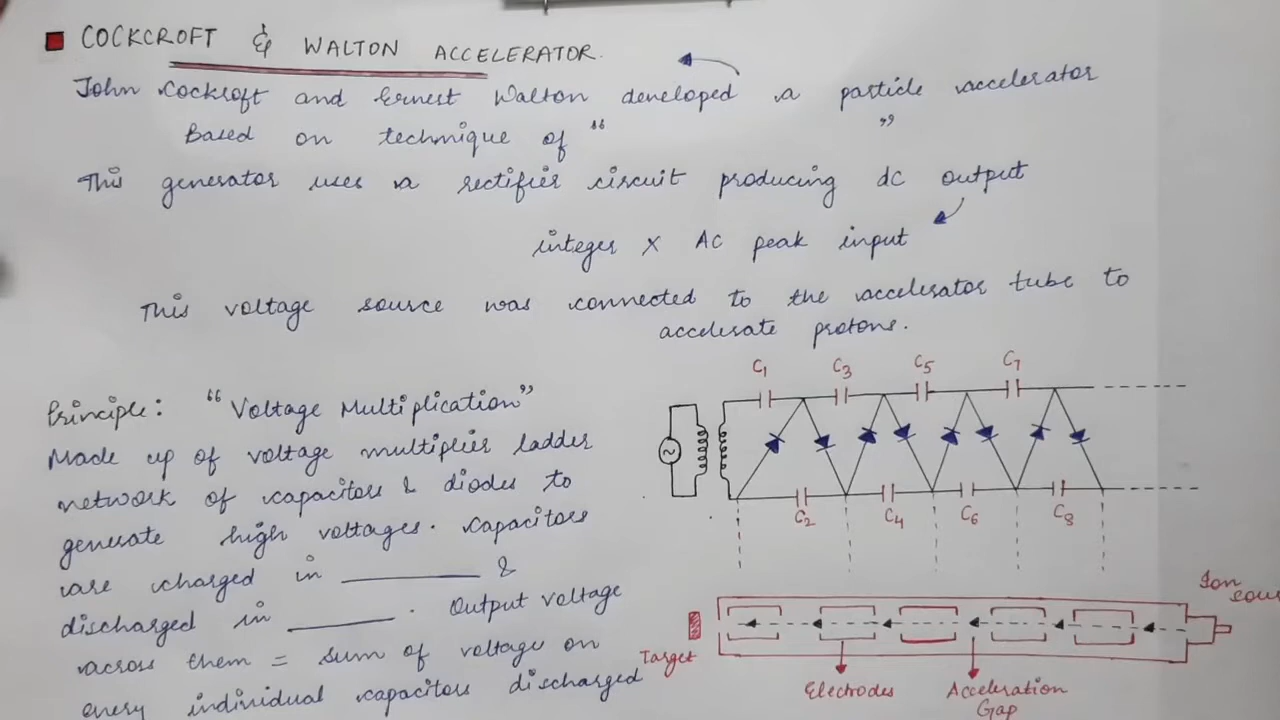 COCKCROFT & WALTON ACCELERATOR.
John Cockroft and Ernest Walton developed a particle accelerator
Based on technique of " "
This generator uses a rectifier circuit producing dc output
integer X AC peak input
This voltage source was connected to the accelerator tube to
accelerate protons.
Principle: "Voltage Multiplication"
Made up of voltage multiplier ladder
network of capacitors & diodes to
generate high voltages. Capacitors
are charged in ________ &
discharged in ________. Output voltage
across them = sum of voltage on
every individual capacitors discharged
C1 C3 C5 C7
~
C2 C4 C6 C8
Ion
Target
Electrodes Acceleration
Gap